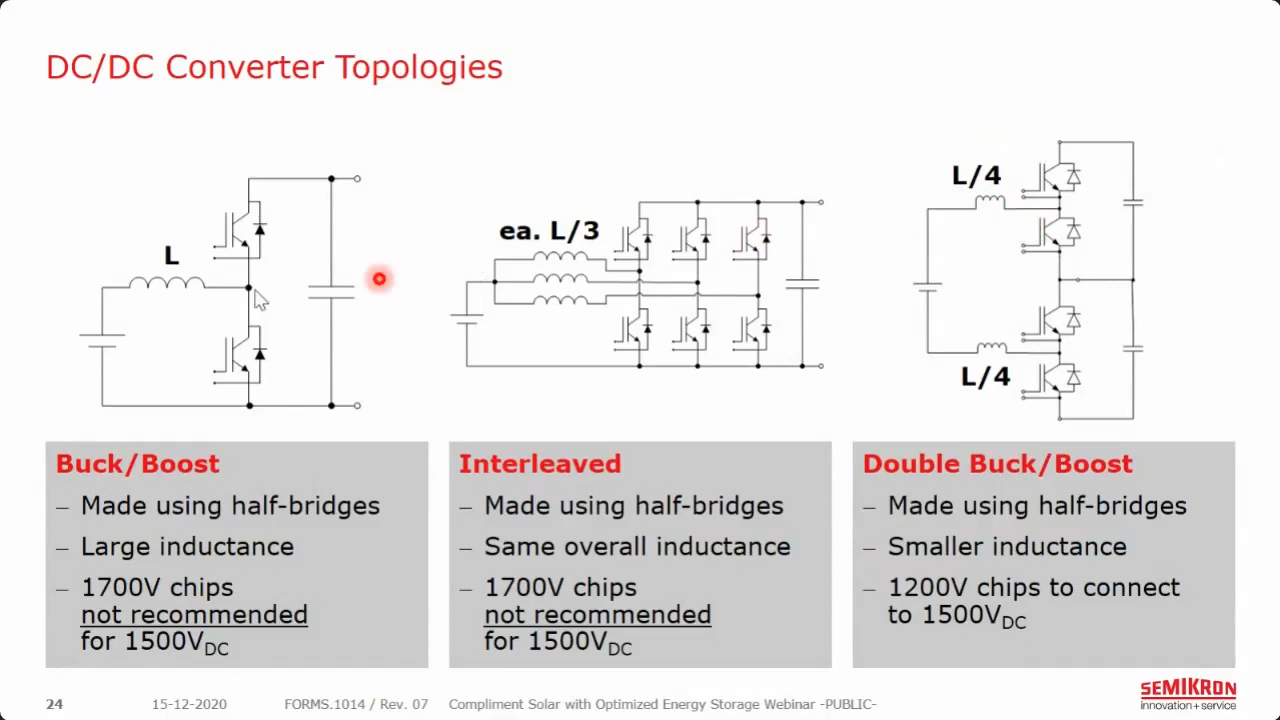 DC/DC Converter Topologies
L
ea. L/3
L/4
L/4
Buck/Boost
– Made using half-bridges
– Large inductance
– 1700V chips
not recommended
for 1500VDC
Interleaved
– Made using half-bridges
– Same overall inductance
– 1700V chips
not recommended
for 1500VDC
Double Buck/Boost
– Made using half-bridges
– Smaller inductance
– 1200V chips to connect
to 1500VDC
24 15-12-2020 FORMS.1014 / Rev. 07 Compliment Solar with Optimized Energy Storage Webinar -PUBLIC-
SEMIKRON
innovation+service